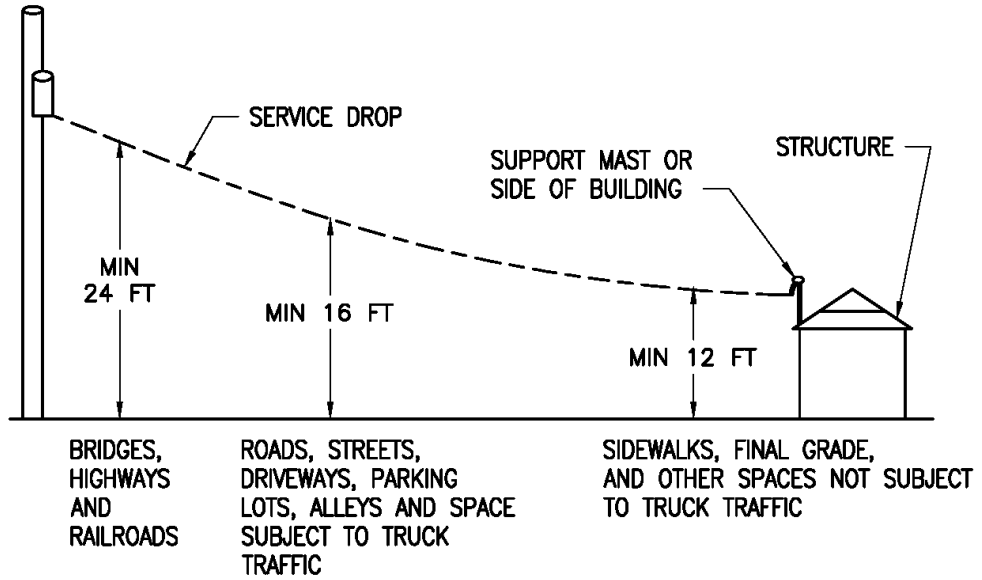 SERVICE DROP
SUPPORT MAST OR
SIDE OF BUILDING
STRUCTURE
MIN
24 FT
MIN 16 FT
MIN 12 FT
BRIDGES,
HIGHWAYS
AND
RAILROADS
ROADS, STREETS,
DRIVEWAYS, PARKING
LOTS, ALLEYS AND SPACE
SUBJECT TO TRUCK
TRAFFIC
SIDEWALKS, FINAL GRADE,
AND OTHER SPACES NOT SUBJECT
TO TRUCK TRAFFIC